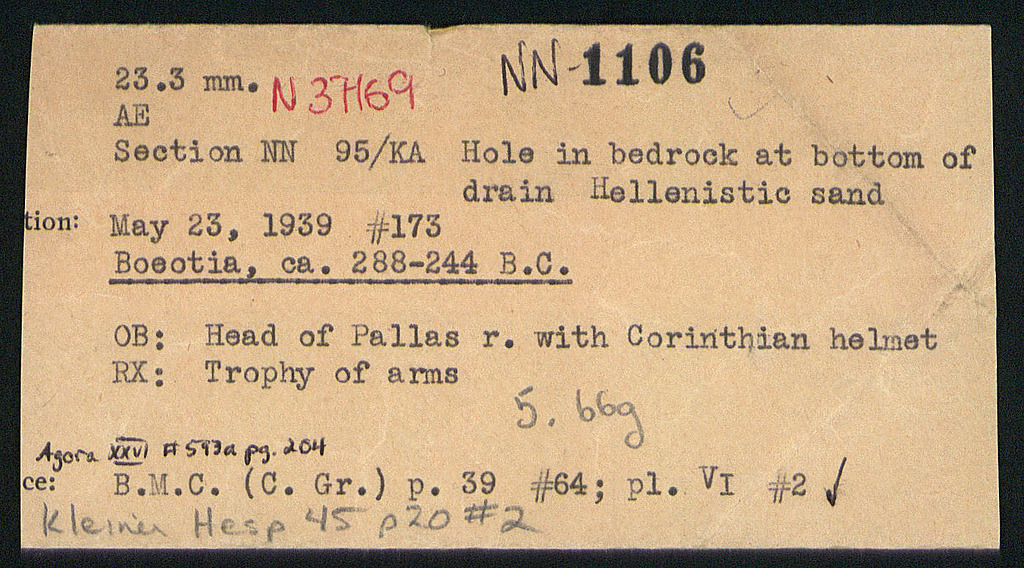 23.3 mm. N 37169 NN-1106
AE
Section NN 95/KA Hole in bedrock at bottom of
drain Hellenistic sand
tion: May 23, 1939 #173
Boeotia, ca. 288-244 B.C.
OB: Head of Pallas r. with Corinthian helmet
RX: Trophy of arms
5.66g
Agora XXVI #593a pg. 204
ce: B.M.C. (C. Gr.) p. 39 #64; pl. VI #2 ✓
Kleiner Hesp 45 p20 #2